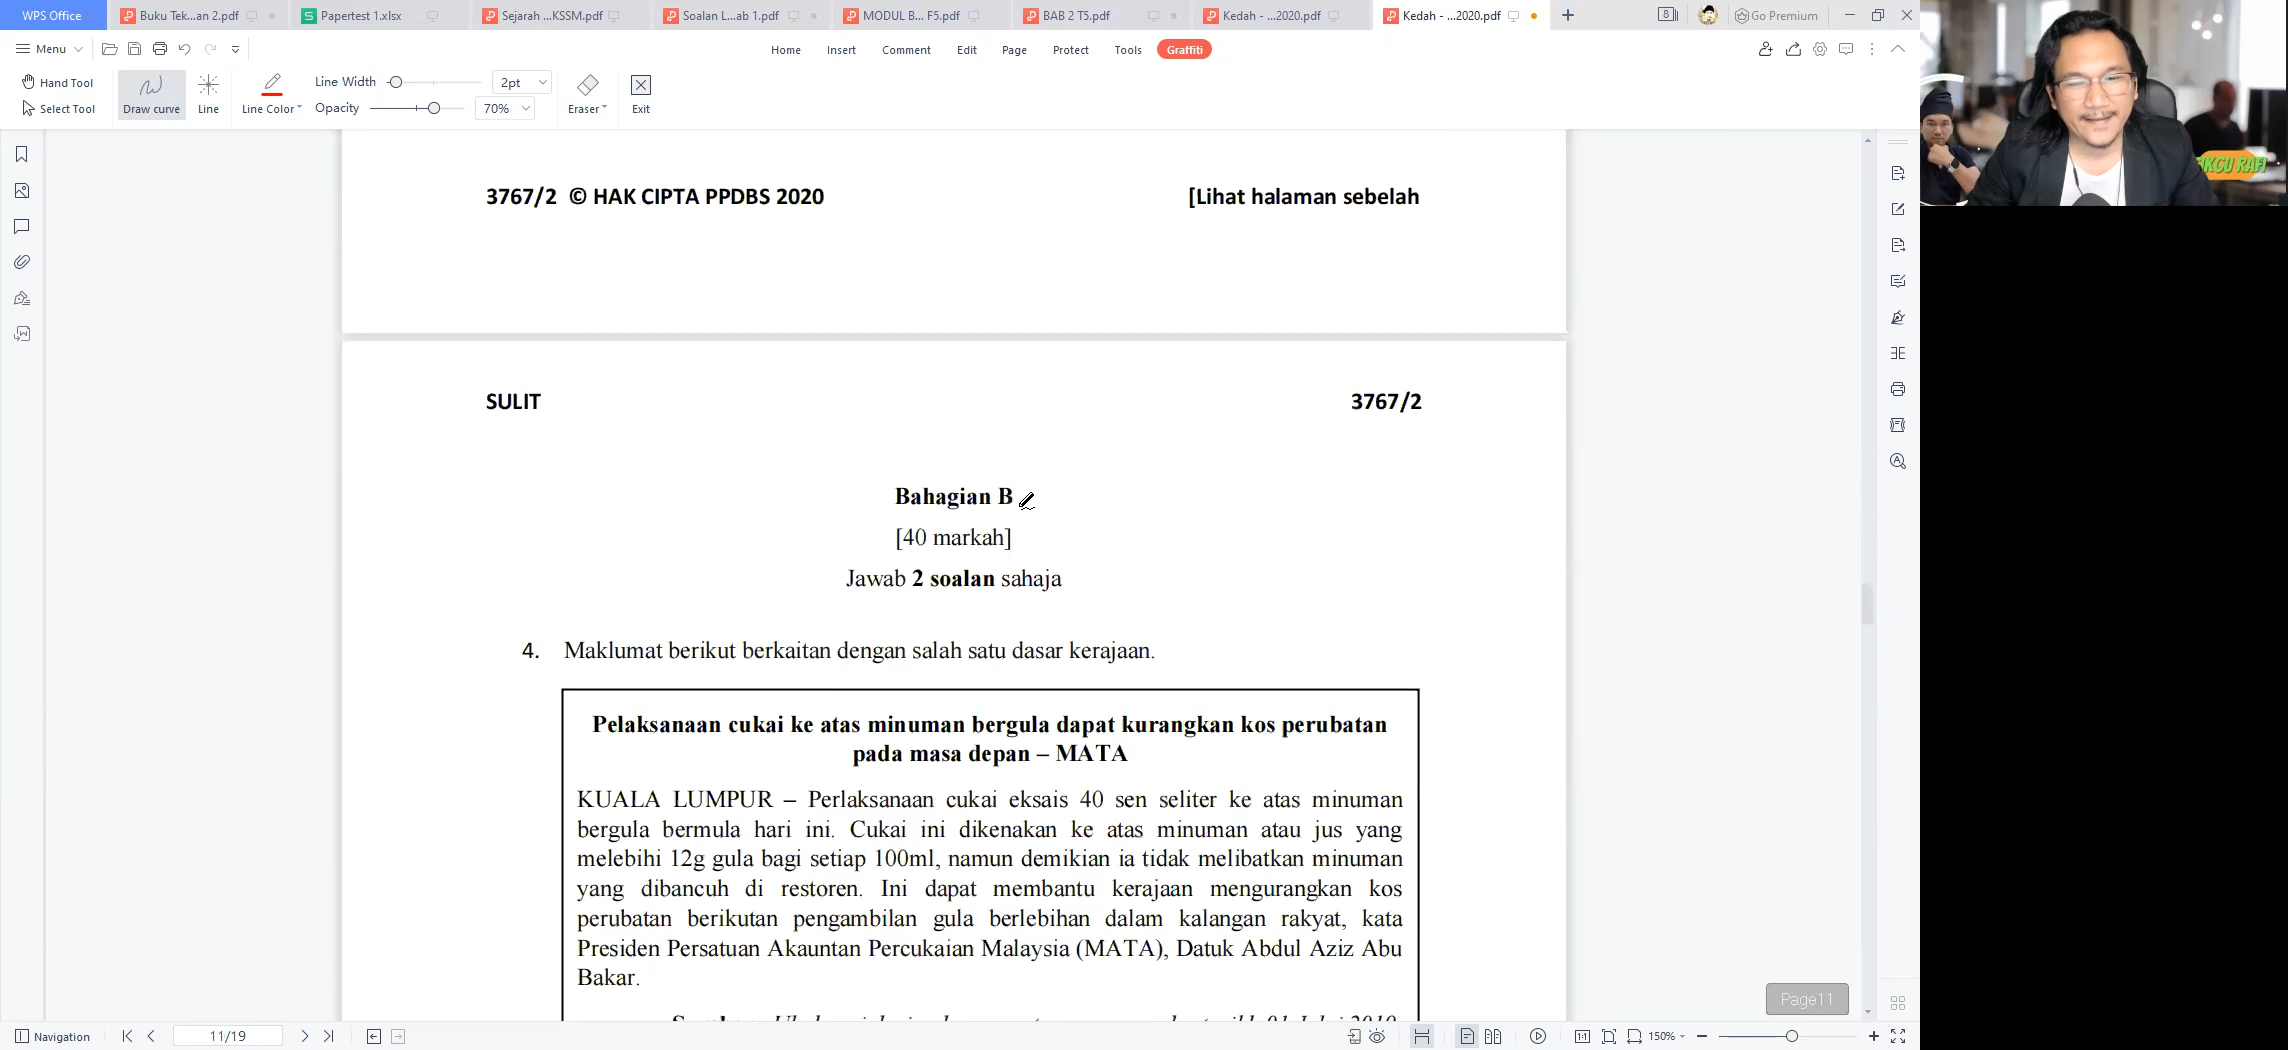 WPS Office
Buku Tek...an 2.pdf
Papertest 1.xlsx
Sejarah ...KSSM.pdf
Soalan L...ab 1.pdf
MODUL B... F5.pdf
BAB 2 T5.pdf
Kedah - ...2020.pdf
Kedah - ...2020.pdf
Go Premium
Menu
Home Insert Comment Edit Page Protect Tools Graffiti
Hand Tool
Select Tool
Draw curve
Line
Line Color
Line Width 2pt
Opacity 70%
Eraser
Exit
3767/2 © HAK CIPTA PPDBS 2020 [Lihat halaman sebelah
SULIT 3767/2
Bahagian B
[40 markah]
Jawab 2 soalan sahaja
4. Maklumat berikut berkaitan dengan salah satu dasar kerajaan.
Pelaksanaan cukai ke atas minuman bergula dapat kurangkan kos perubatan
pada masa depan – MATA
KUALA LUMPUR – Perlaksanaan cukai eksais 40 sen seliter ke atas minuman
bergula bermula hari ini. Cukai ini dikenakan ke atas minuman atau jus yang
melebihi 12g gula bagi setiap 100ml, namun demikian ia tidak melibatkan minuman
yang dibancuh di restoren. Ini dapat membantu kerajaan mengurangkan kos
perubatan berikutan pengambilan gula berlebihan dalam kalangan rakyat, kata
Presiden Persatuan Akauntan Percukaian Malaysia (MATA), Datuk Abdul Aziz Abu
Bakar.
Page11
Navigation
11/19
150%